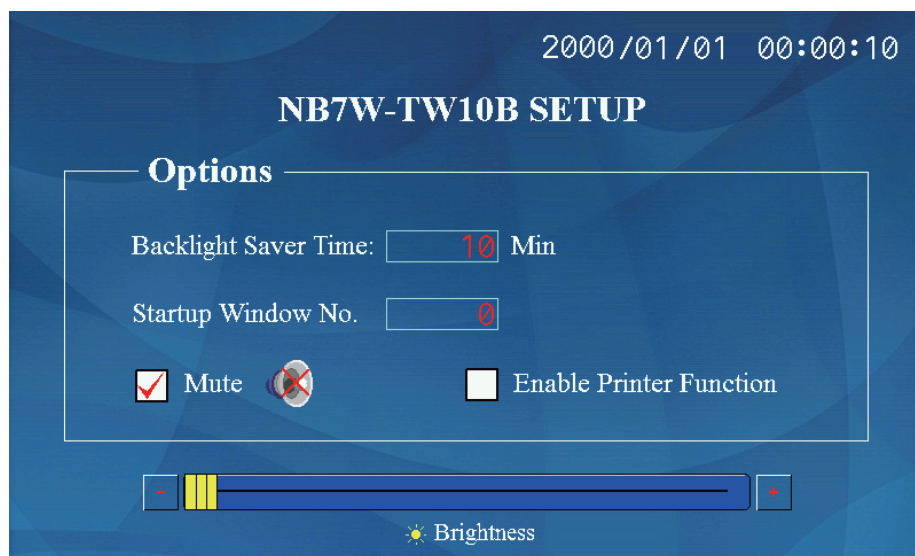 2000/01/01 00:00:10
NB7W-TW10B SETUP
Options
Backlight Saver Time: 10 Min
Startup Window No. 0
Mute Enable Printer Function
- +
Brightness